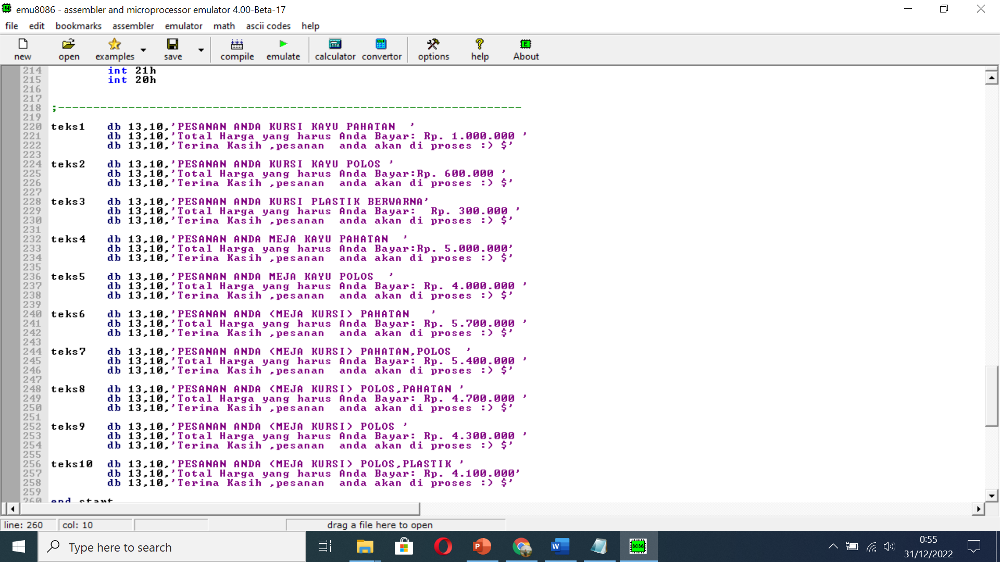 emu8086 - assembler and microprocessor emulator 4.00-Beta-17
file edit bookmarks assembler emulator math ascii codes help
new open examples save compile emulate calculator convertor options help About
214 int 21h
215 int 20h
216
217
218 ;------------------------------------------------------------------
219
220 teks1 db 13,10,'PESANAN ANDA KURSI KAYU PAHATAN  '
221 db 13,10,'Total Harga yang harus Anda Bayar: Rp. 1.000.000 '
222 db 13,10,'Terima Kasih ,pesanan  anda akan di proses :) $'
223
224 teks2 db 13,10,'PESANAN ANDA KURSI KAYU POLOS '
225 db 13,10,'Total Harga yang harus Anda Bayar:Rp. 600.000 '
226 db 13,10,'Terima Kasih ,pesanan  anda akan di proses :) $'
227
228 teks3 db 13,10,'PESANAN ANDA KURSI PLASTIK BERWARNA'
229 db 13,10,'Total Harga yang harus Anda Bayar:  Rp. 300.000 '
230 db 13,10,'Terima Kasih ,pesanan  anda akan di proses :) $'
231
232 teks4 db 13,10,'PESANAN ANDA MEJA KAYU PAHATAN  '
233 db 13,10,'Total Harga yang harus Anda Bayar:Rp. 5.000.000'
234 db 13,10,'Terima Kasih ,pesanan  anda akan di proses :) $'
235
236 teks5 db 13,10,'PESANAN ANDA MEJA KAYU POLOS  '
237 db 13,10,'Total Harga yang harus Anda Bayar: Rp. 4.000.000 '
238 db 13,10,'Terima Kasih ,pesanan  anda akan di proses :) $'
239
240 teks6 db 13,10,'PESANAN ANDA (MEJA KURSI) PAHATAN   '
241 db 13,10,'Total Harga yang harus Anda Bayar: Rp. 5.700.000 '
242 db 13,10,'Terima Kasih ,pesanan  anda akan di proses :) $'
243
244 teks7 db 13,10,'PESANAN ANDA (MEJA KURSI) PAHATAN,POLOS  '
245 db 13,10,'Total Harga yang harus Anda Bayar: Rp. 5.400.000 '
246 db 13,10,'Terima Kasih ,pesanan  anda akan di proses :) $'
247
248 teks8 db 13,10,'PESANAN ANDA (MEJA KURSI) POLOS,PAHATAN '
249 db 13,10,'Total Harga yang harus Anda Bayar: Rp. 4.700.000 '
250 db 13,10,'Terima Kasih ,pesanan  anda akan di proses :) $'
251
252 teks9 db 13,10,'PESANAN ANDA (MEJA KURSI) POLOS '
253 db 13,10,'Total Harga yang harus Anda Bayar: Rp. 4.300.000 '
254 db 13,10,'Terima Kasih ,pesanan  anda akan di proses :) $'
255
256 teks10 db 13,10,'PESANAN ANDA (MEJA KURSI) POLOS,PLASTIK '
257 db 13,10,'Total Harga yang harus Anda Bayar: Rp. 4.100.000'
258 db 13,10,'Terima Kasih ,pesanan  anda akan di proses :) $'
259
260 end start
line: 260 col: 10 drag a file here to open
Type here to search
0:55
31/12/2022